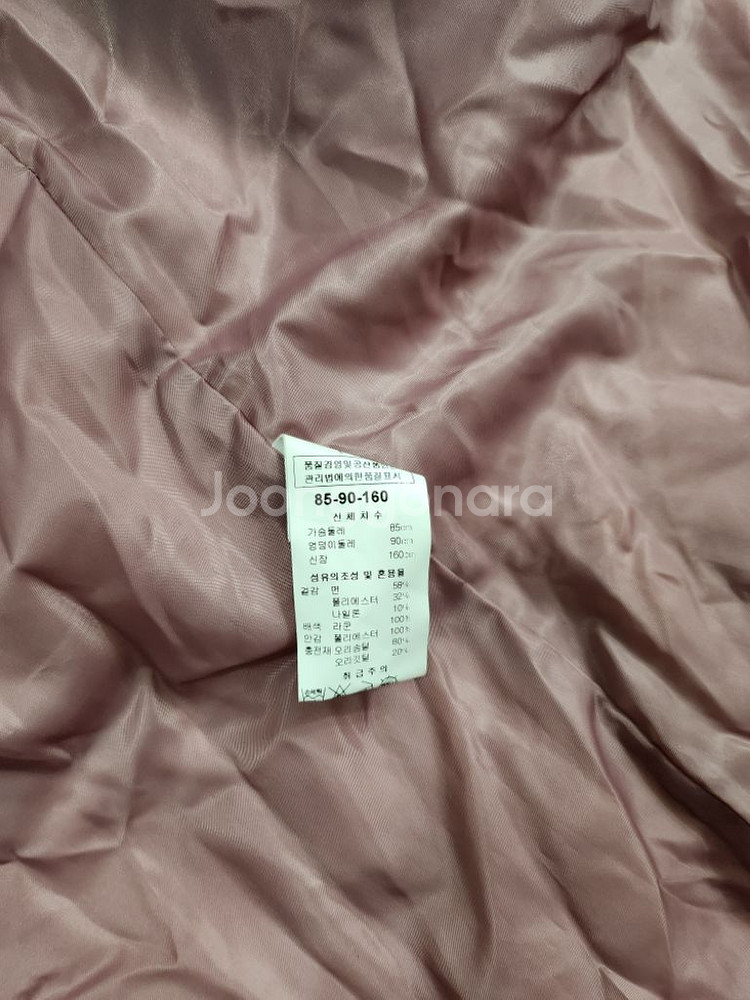 품질경영및공산품안
관리법에의한품질표시
85-90-160
신체치수
가슴둘레 85cm
엉덩이둘레 90cm
신장 160cm
섬유의조성 및 혼용율
겉감 면 58%
폴리에스터 32%
나일론 10%
배색 라쿤 100%
안감 폴리에스터 100%
충전재 오리솜털 80%
오리깃털 20%
취급주의
손세탁